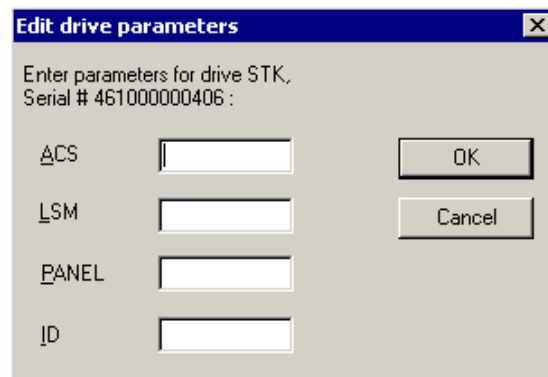 Edit drive parameters
Enter parameters for drive STK,
Serial # 461000000406 :
ACS
OK
LSM
Cancel
PANEL
ID